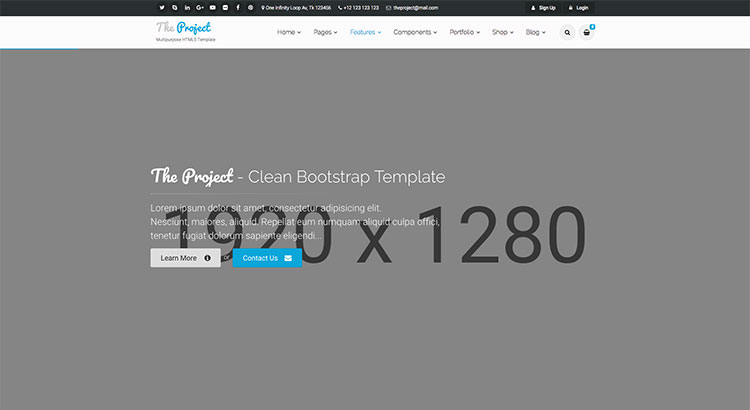 One Infinity Loop Av, Tk 123456 +12 123 123 123 theproject@mail.com Sign Up Login
The Project
Multipurpose HTML5 Template
Home Pages Features Components Portfolio Shop Blog 0
The Project - Clean Bootstrap Template
Lorem ipsum dolor sit amet, consectetur adipisicing elit.
Nesciunt, maiores, aliquid. Repellat eum numquam aliquid culpa offici,
tenetur fugiat dolorum sapiente eligendi...
1920 x 1280
Learn More or Contact Us